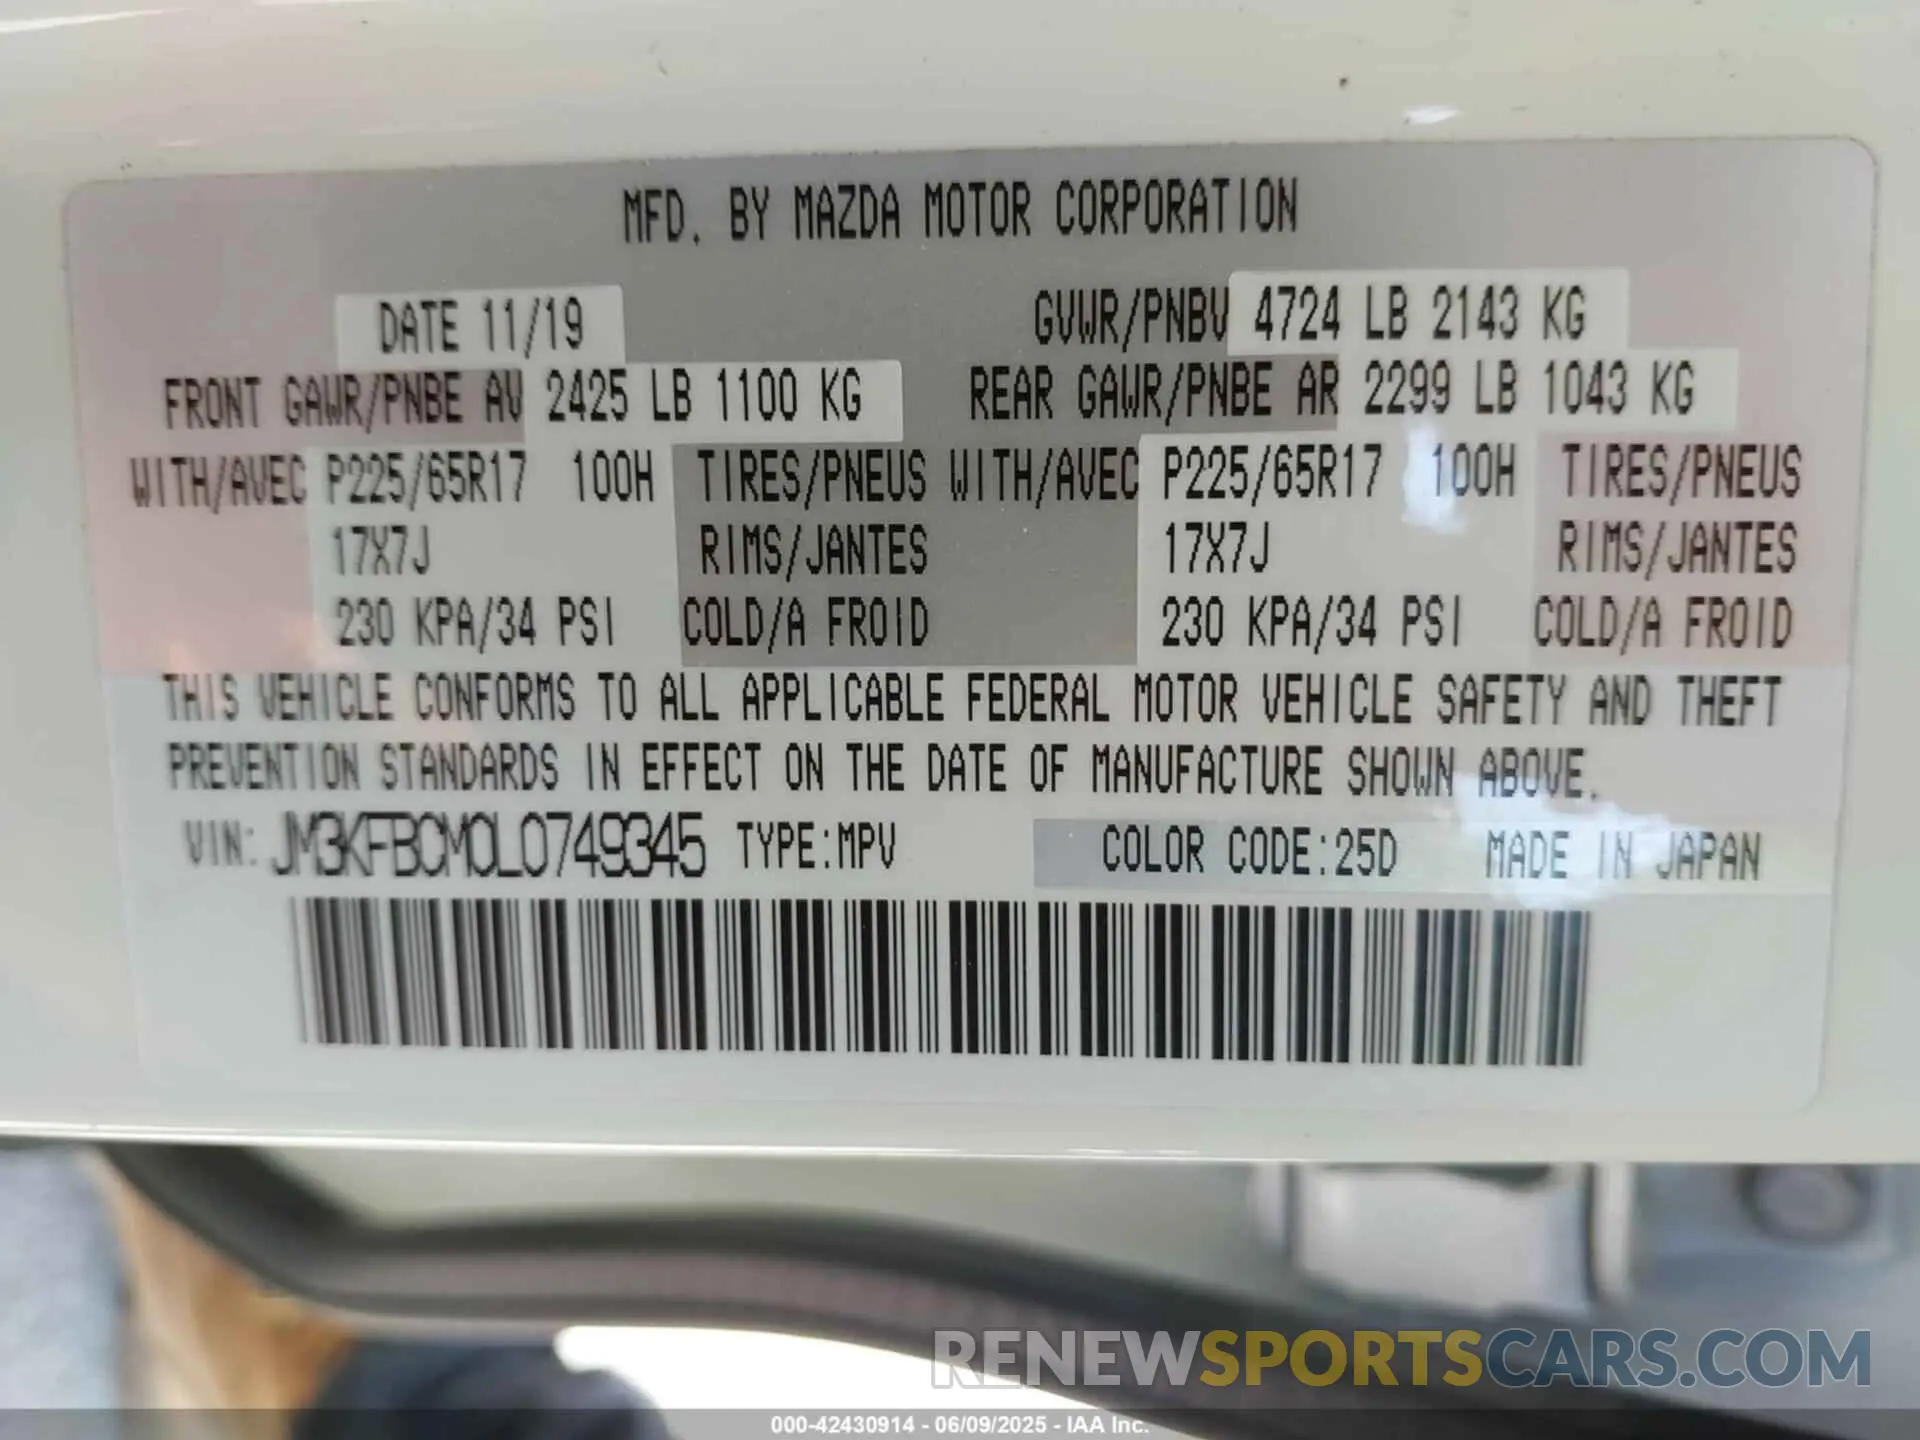 MFD. BY MAZDA MOTOR CORPORATION
DATE 11/19 GVWR/PNBV 4724 LB 2143 KG
FRONT GAWR/PNBE AV 2425 LB 1100 KG REAR GAWR/PNBE AR 2299 LB 1043 KG
WITH/AVEC P225/65R17 100H TIRES/PNEUS WITH/AVEC P225/65R17 100H TIRES/PNEUS
17X7J RIMS/JANTES 17X7J RIMS/JANTES
230 KPA/34 PSI COLD/A FROID 230 KPA/34 PSI COLD/A FROID
THIS VEHICLE CONFORMS TO ALL APPLICABLE FEDERAL MOTOR VEHICLE SAFETY AND THEFT
PREVENTION STANDARDS IN EFFECT ON THE DATE OF MANUFACTURE SHOWN ABOVE.
VIN: JM3KFBCM0L0749345 TYPE:MPV COLOR CODE:25D MADE IN JAPAN
RENEWSPORTSCARS.COM
000-42430914 - 06/09/2025 - IAA Inc.